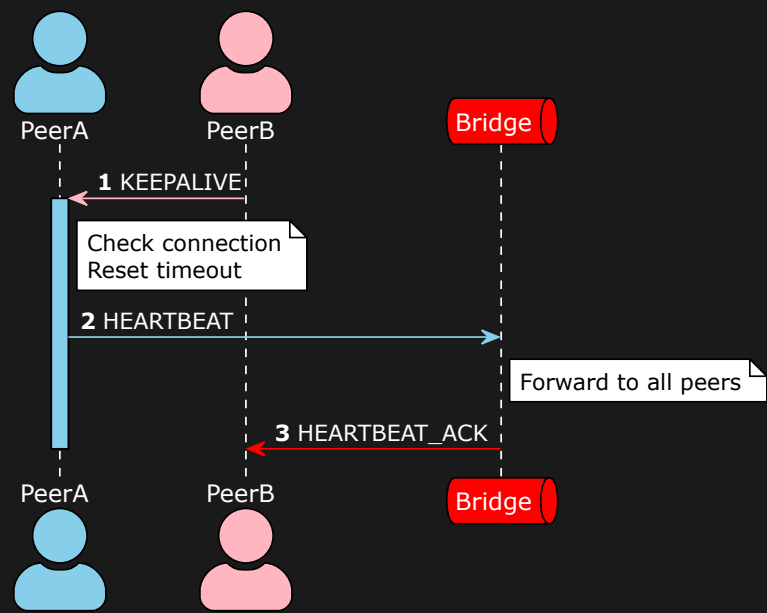 PeerA
PeerB
Bridge
1 KEEPALIVE
Check connection
Reset timeout
2 HEARTBEAT
Forward to all peers
3 HEARTBEAT_ACK
PeerA
PeerB
Bridge